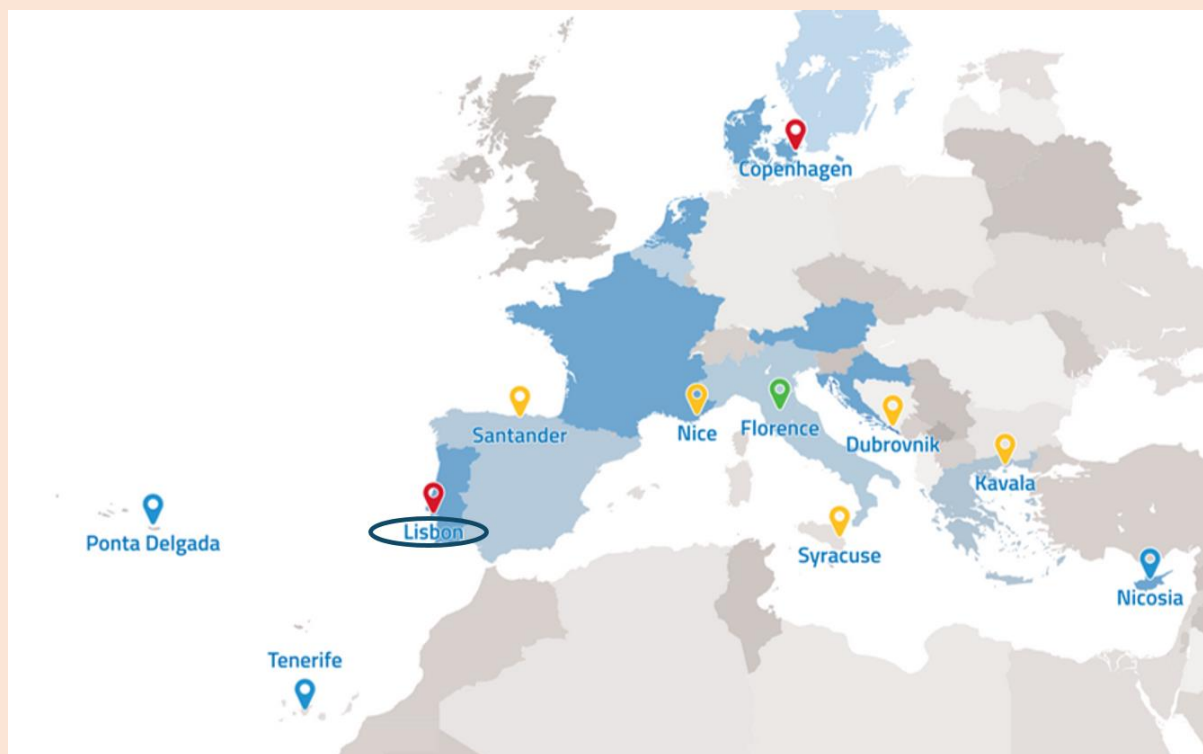 Copenhagen
Santander
Nice
Florence
Dubrovnik
Kavala
Lisbon
Ponta Delgada
Syracuse
Nicosia
Tenerife